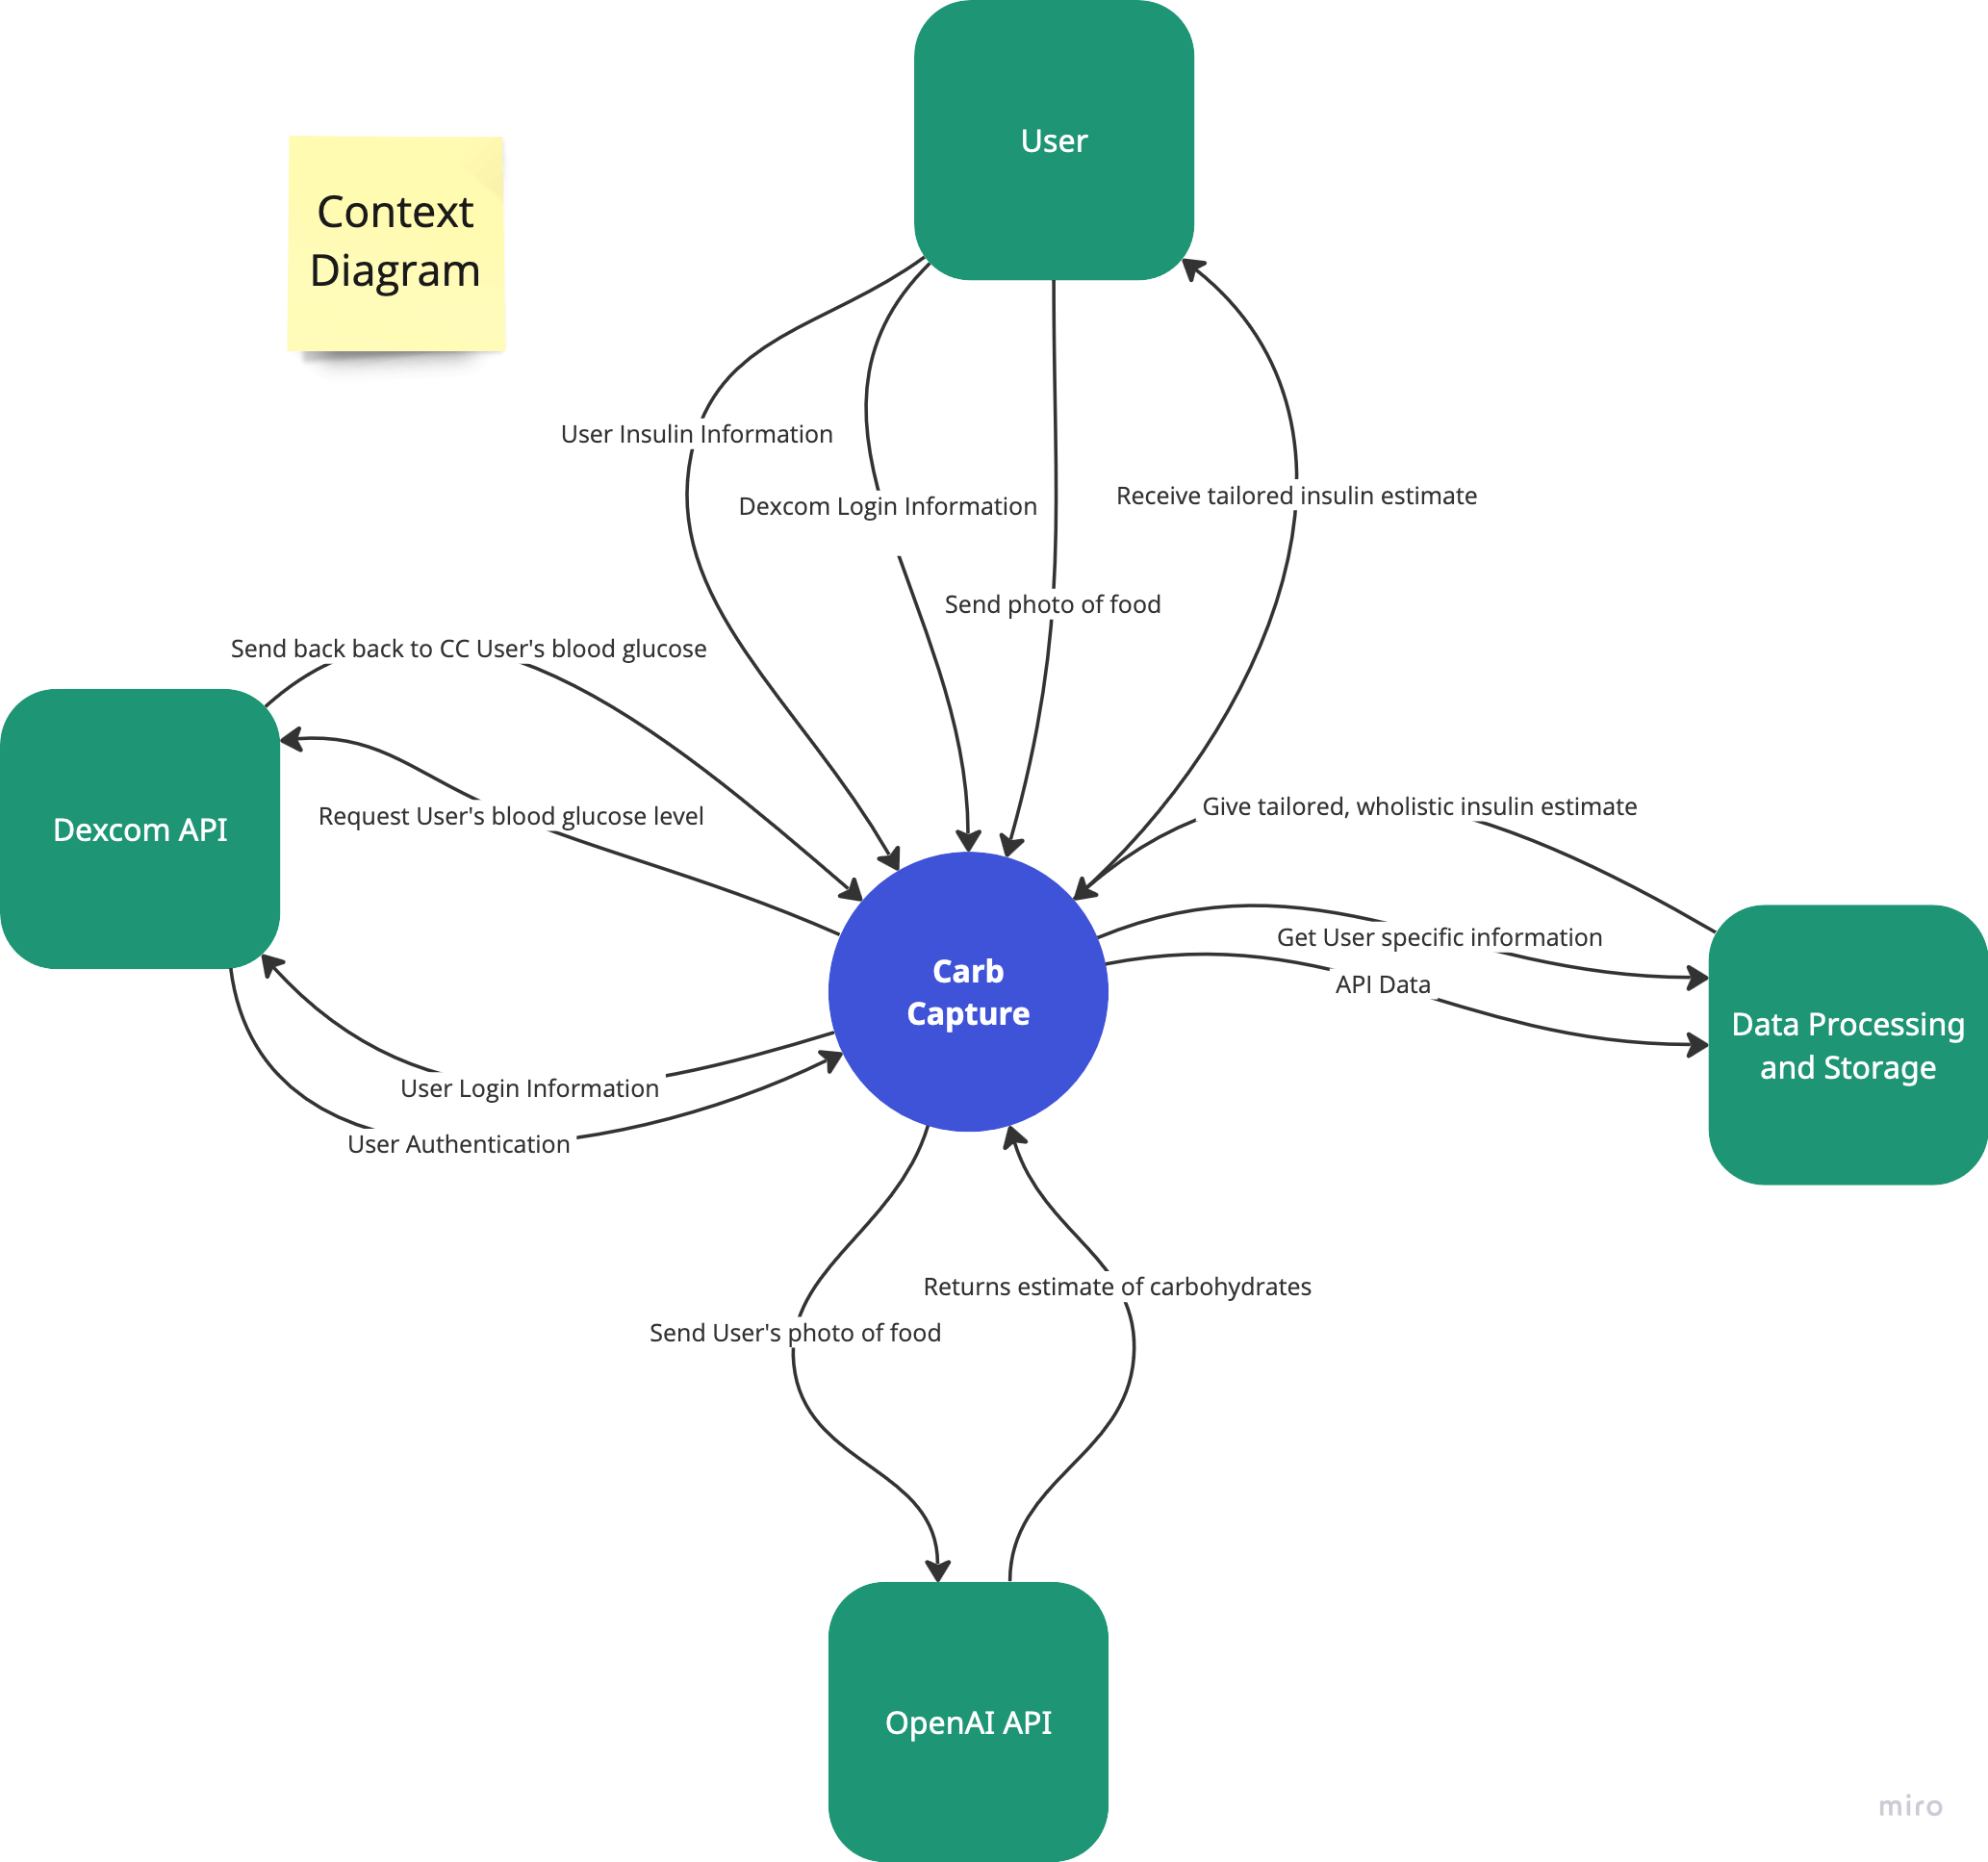 User
Context
Diagram
User Insulin Information
Receive tailored insulin estimate
Dexcom Login Information
Send photo of food
Send back back to CC User's blood glucose
Give tailored, wholistic insulin estimate
Request User's blood glucose level
Dexcom API
Get User specific information
Carb
Capture
API Data
Data Processing
and Storage
User Login Information
User Authentication
Returns estimate of carbohydrates
Send User's photo of food
OpenAI API
miro